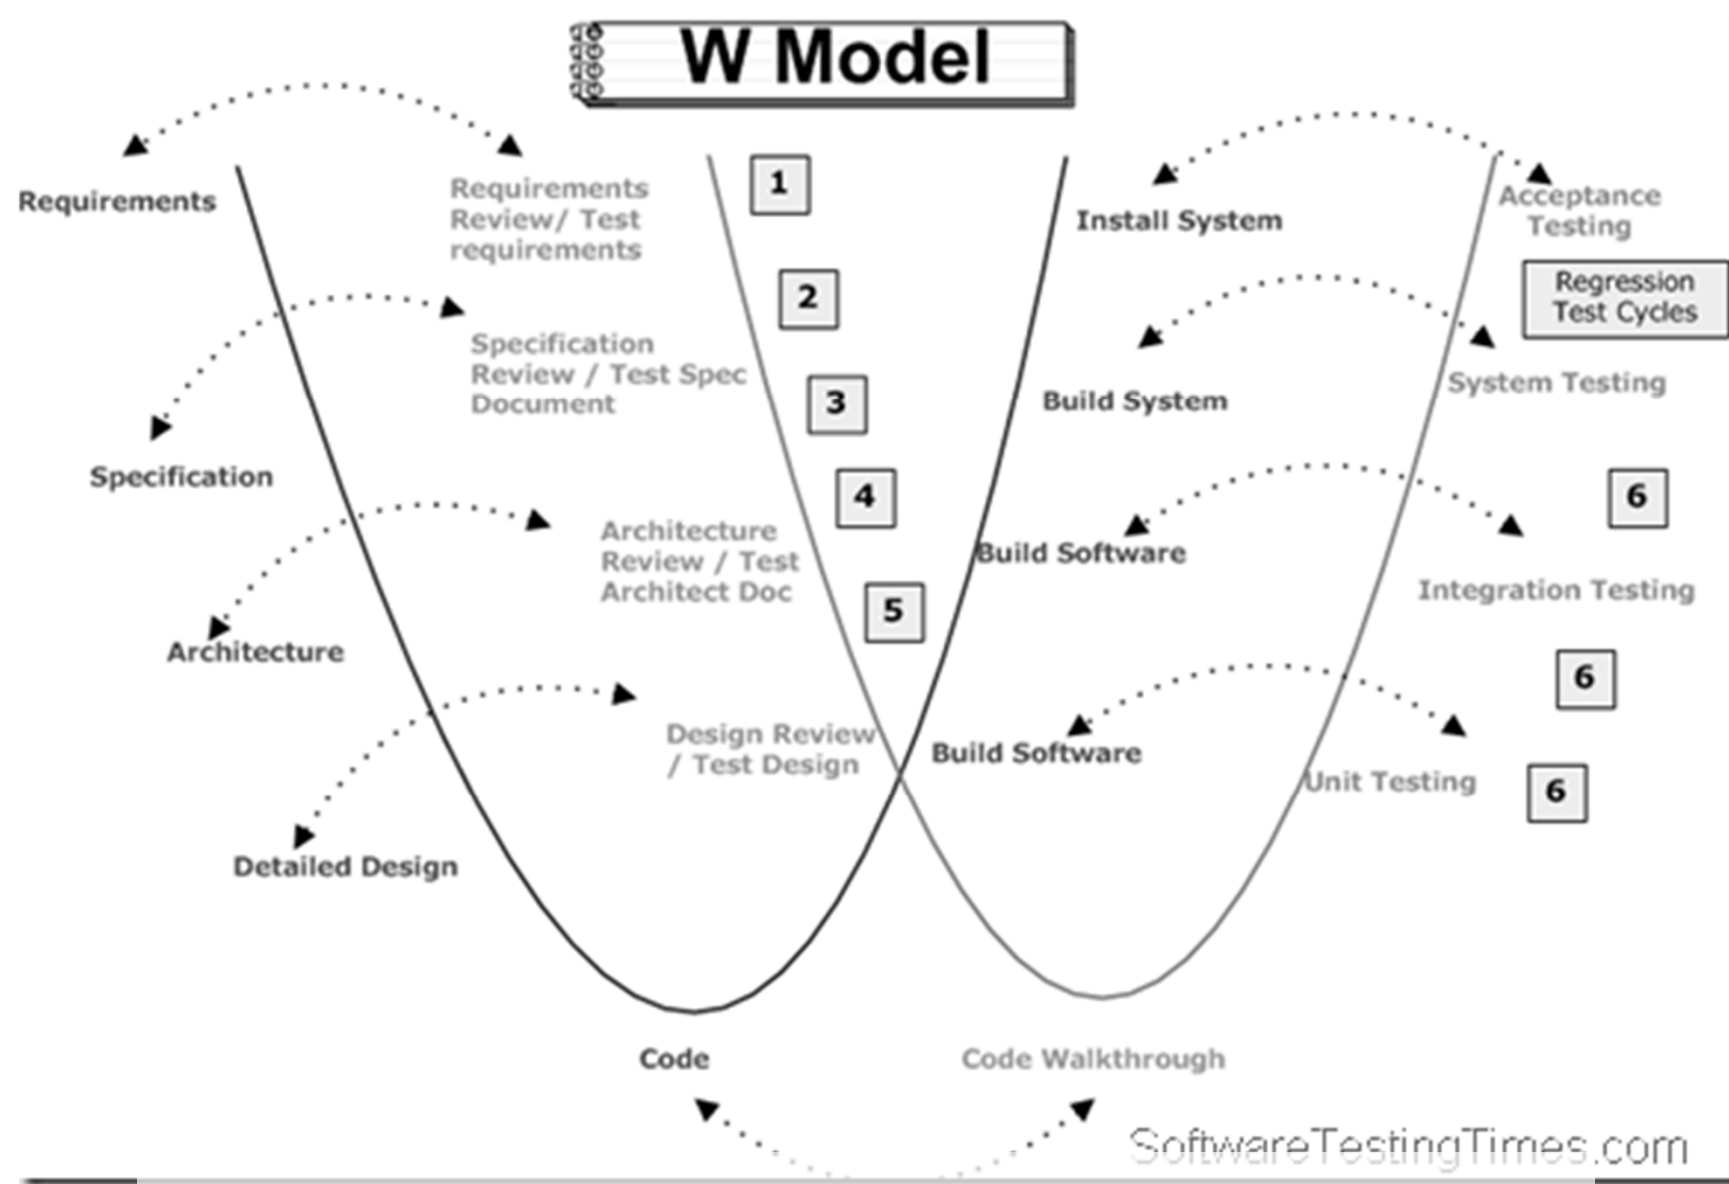 W Model
Requirements
Requirements
Review/ Test
requirements
1
Install System
Acceptance
Testing
2
Regression
Test Cycles
Specification
Review / Test Spec
Document
3
Build System
System Testing
Specification
4
6
Architecture
Review / Test
Architect Doc
Build Software
Integration Testing
5
Architecture
6
Design Review
/ Test Design
Build Software
Unit Testing
6
Detailed Design
Code
Code Walkthrough
SoftwareTestingTimes.com